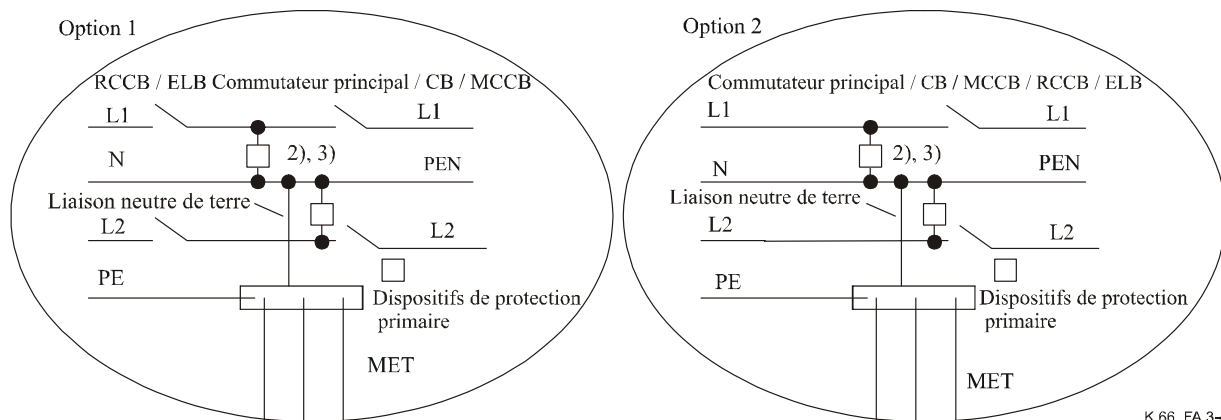 Option 1
RCCB / ELB Commutateur principal / CB / MCCB
L1
L1
N
2), 3)
PEN
Liaison neutre de terre
L2
L2
PE
Dispositifs de protection
primaire
MET
Option 2
Commutateur principal / CB / MCCB / RCCB / ELB
L1
L1
N
2), 3)
PEN
Liaison neutre de terre
L2
L2
PE
Dispositifs de protection
primaire
MET
K.66_FA.3-